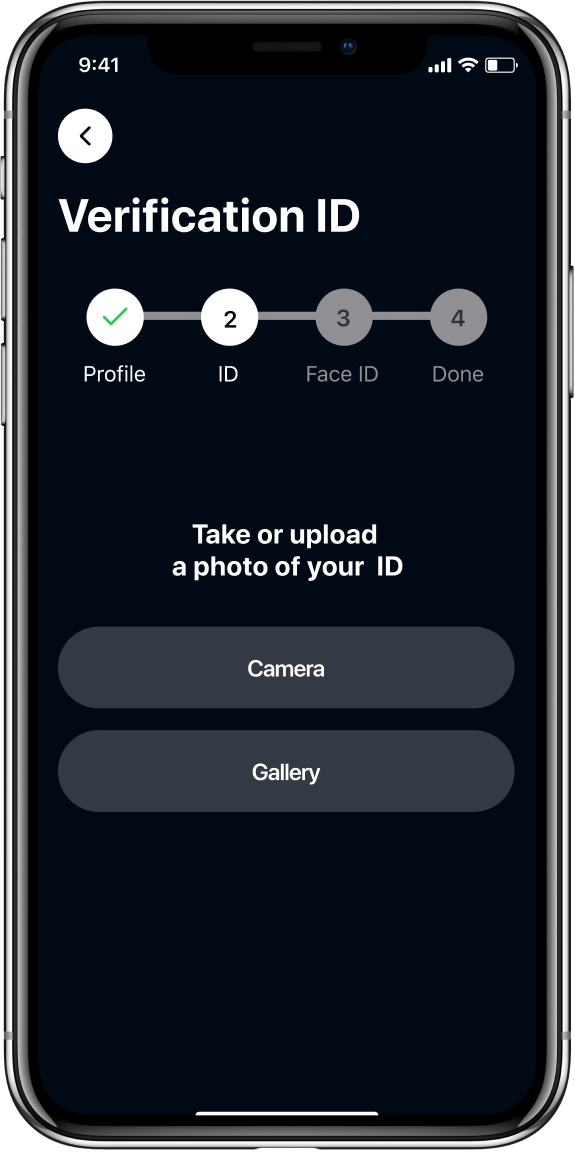 9:41
Verification ID
2 3 4
Profile ID Face ID Done
Take or upload
a photo of your ID
Camera
Gallery